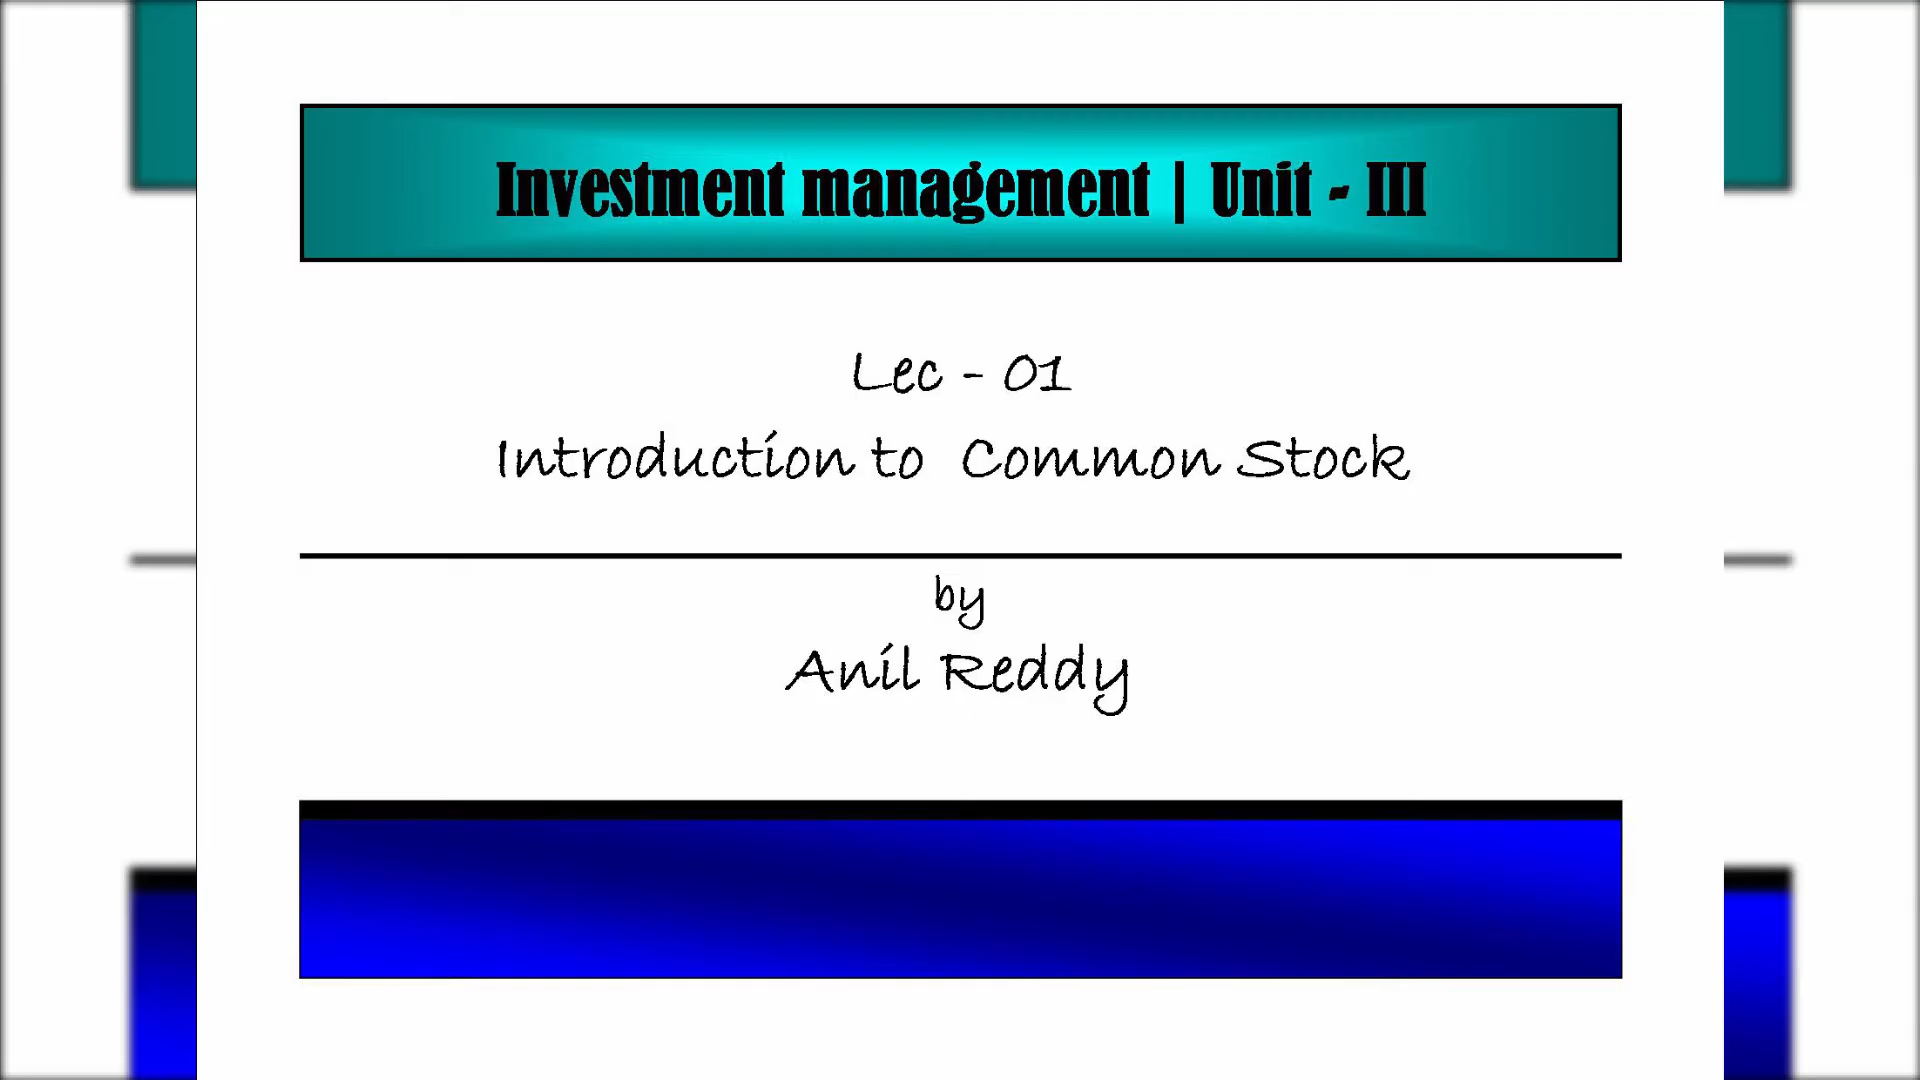 Investment management | Unit - III
Lec - 01
Introduction to Common Stock
by
Anil Reddy